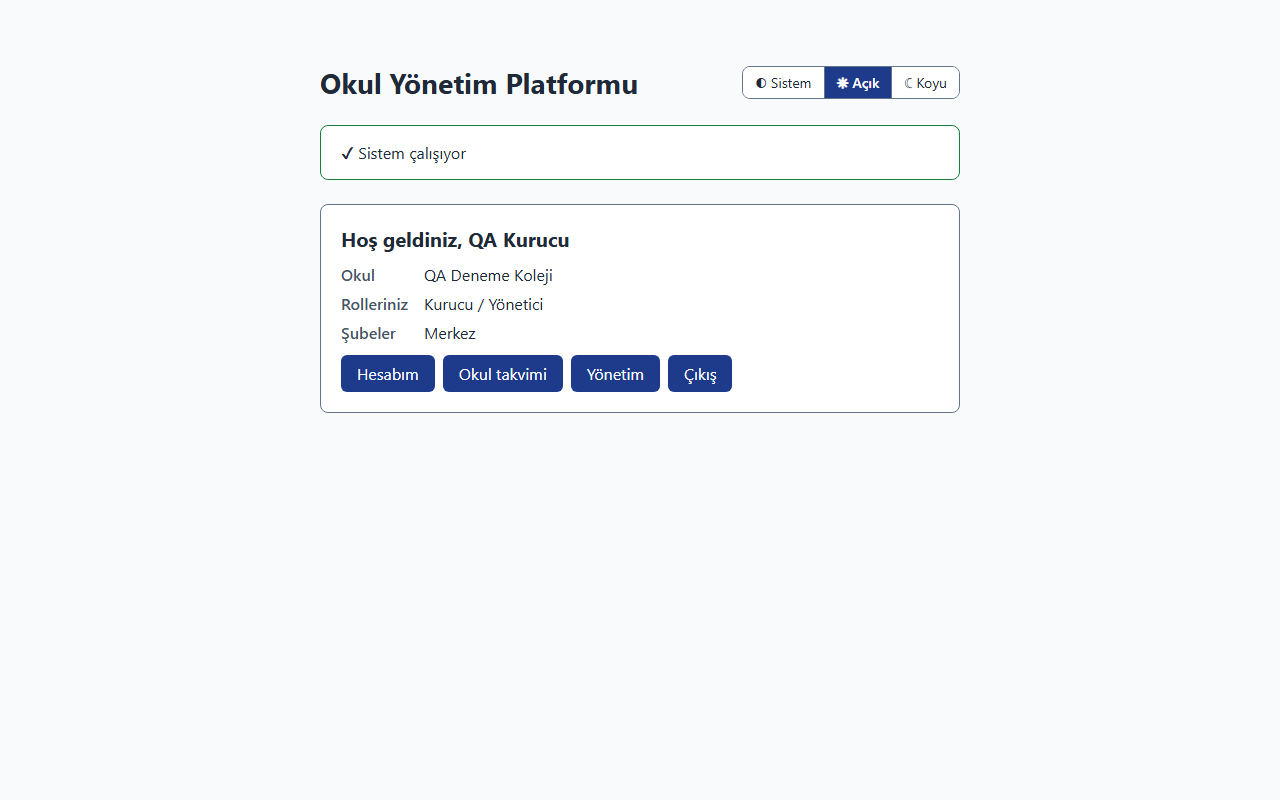 Okul Yönetim Platformu
◐ Sistem ❋ Açık ☾ Koyu
✓ Sistem çalışıyor
Hoş geldiniz, QA Kurucu
Okul QA Deneme Koleji
Rolleriniz Kurucu / Yönetici
Şubeler Merkez
Hesabım Okul takvimi Yönetim Çıkış